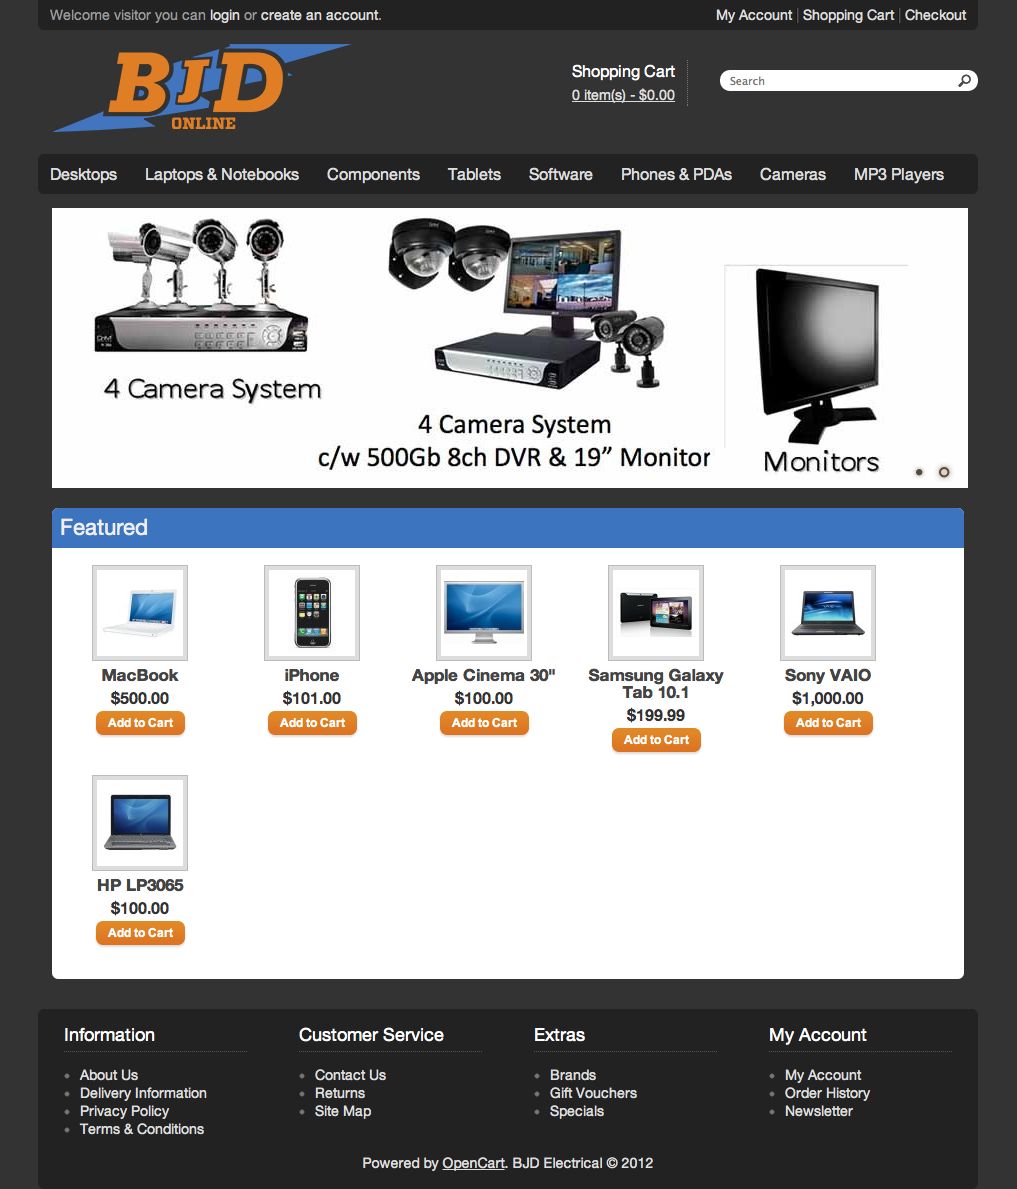 Welcome visitor you can login or create an account.
My Account | Shopping Cart | Checkout
BJD
ONLINE
Shopping Cart
0 item(s) - $0.00
Search
Desktops
Laptops & Notebooks
Components
Tablets
Software
Phones & PDAs
Cameras
MP3 Players
4 Camera System
4 Camera System
c/w 500Gb 8ch DVR & 19” Monitor
Monitors
Featured
MacBook
$500.00
Add to Cart
iPhone
$101.00
Add to Cart
Apple Cinema 30"
$100.00
Add to Cart
Samsung Galaxy
Tab 10.1
$199.99
Add to Cart
Sony VAIO
$1,000.00
Add to Cart
HP LP3065
$100.00
Add to Cart
Information
About Us
Delivery Information
Privacy Policy
Terms & Conditions
Customer Service
Contact Us
Returns
Site Map
Extras
Brands
Gift Vouchers
Specials
My Account
My Account
Order History
Newsletter
Powered by OpenCart. BJD Electrical © 2012